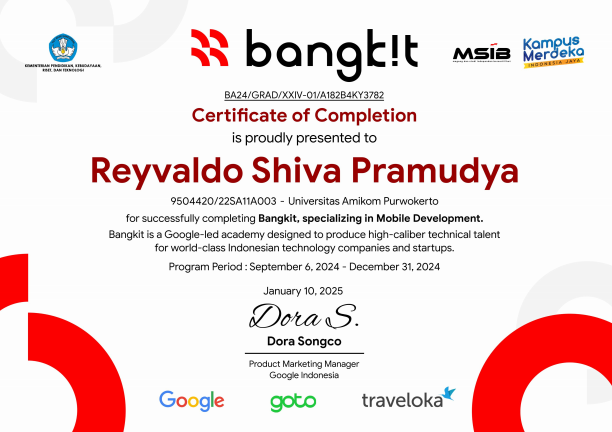 KEMENTERIAN PENDIDIKAN, KEBUDAYAAN,
RISET, DAN TEKNOLOGI
bangk!t
MSIB
Kampus
Merdeka
INDONESIA JAYA
BA24/GRAD/XXIV-01/A182B4KY3782
Certificate of Completion
is proudly presented to
Reyvaldo Shiva Pramudya
9504420/22SA11A003 - Universitas Amikom Purwokerto
for successfully completing Bangkit, specializing in Mobile Development.
Bangkit is a Google-led academy designed to produce high-caliber technical talent
for world-class Indonesian technology companies and startups.
Program Period : September 6, 2024 - December 31, 2024
January 10, 2025
Dora S.
Dora Songco
Product Marketing Manager
Google Indonesia
Google goto traveloka